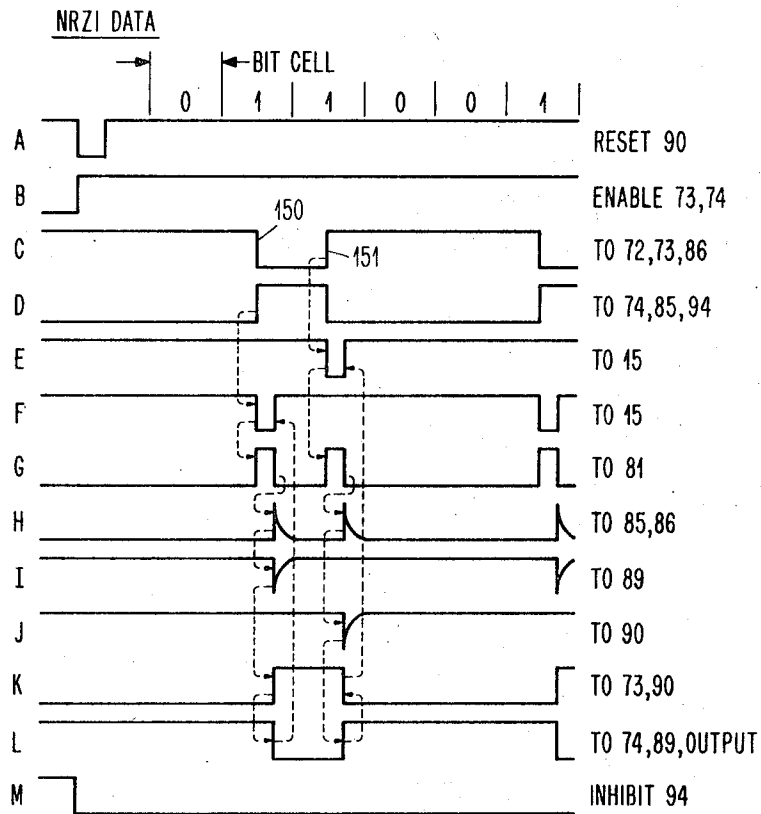 NRZI DATA
BIT CELL
0 1 1 0 0 1
A RESET 90
B ENABLE 73,74
150
C TO 72,73,86
151
D TO 74,85,94
E TO 15
F TO 15
G TO 81
H TO 85,86
I TO 89
J TO 90
K TO 73,90
L TO 74,89,OUTPUT
M INHIBIT 94